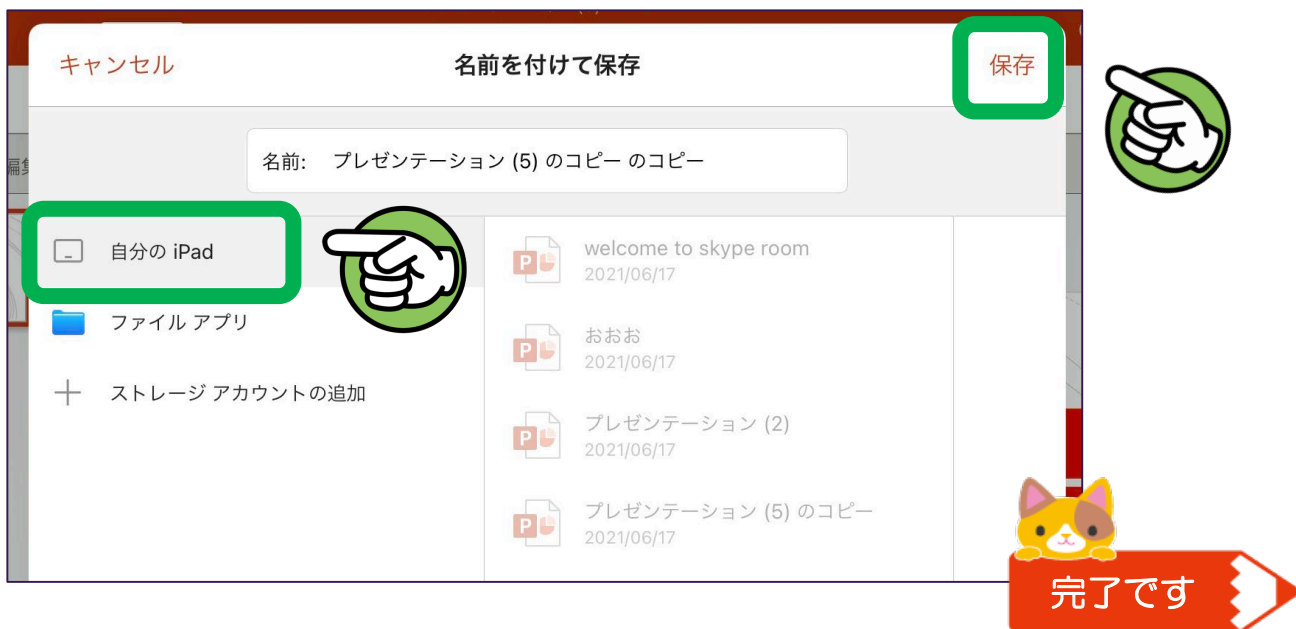 キャンセル
名前を付けて保存
保存
編集
名前: プレゼンテーション (5) のコピー のコピー
自分の iPad
ファイル アプリ
ストレージ アカウントの追加
welcome to skype room
2021/06/17
おおお
2021/06/17
プレゼンテーション (2)
2021/06/17
プレゼンテーション (5) のコピー
2021/06/17
完了です